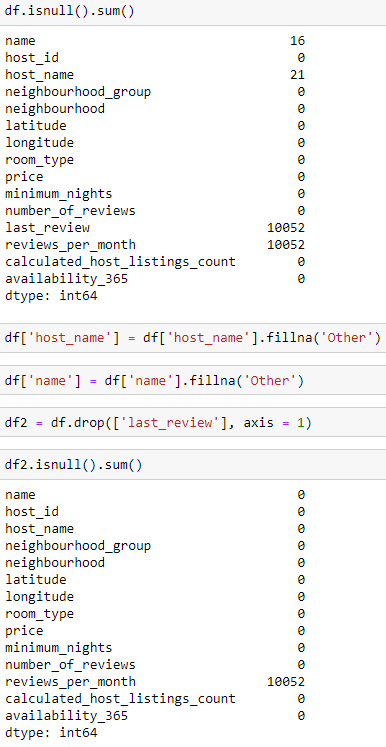 df.isnull().sum()
name 16
host_id 0
host_name 21
neighbourhood_group 0
neighbourhood 0
latitude 0
longitude 0
room_type 0
price 0
minimum_nights 0
number_of_reviews 0
last_review 10052
reviews_per_month 10052
calculated_host_listings_count 0
availability_365 0
dtype: int64
df['host_name'] = df['host_name'].fillna('Other')
df['name'] = df['name'].fillna('Other')
df2 = df.drop(['last_review'], axis = 1)
df2.isnull().sum()
name 0
host_id 0
host_name 0
neighbourhood_group 0
neighbourhood 0
latitude 0
longitude 0
room_type 0
price 0
minimum_nights 0
number_of_reviews 0
reviews_per_month 10052
calculated_host_listings_count 0
availability_365 0
dtype: int64